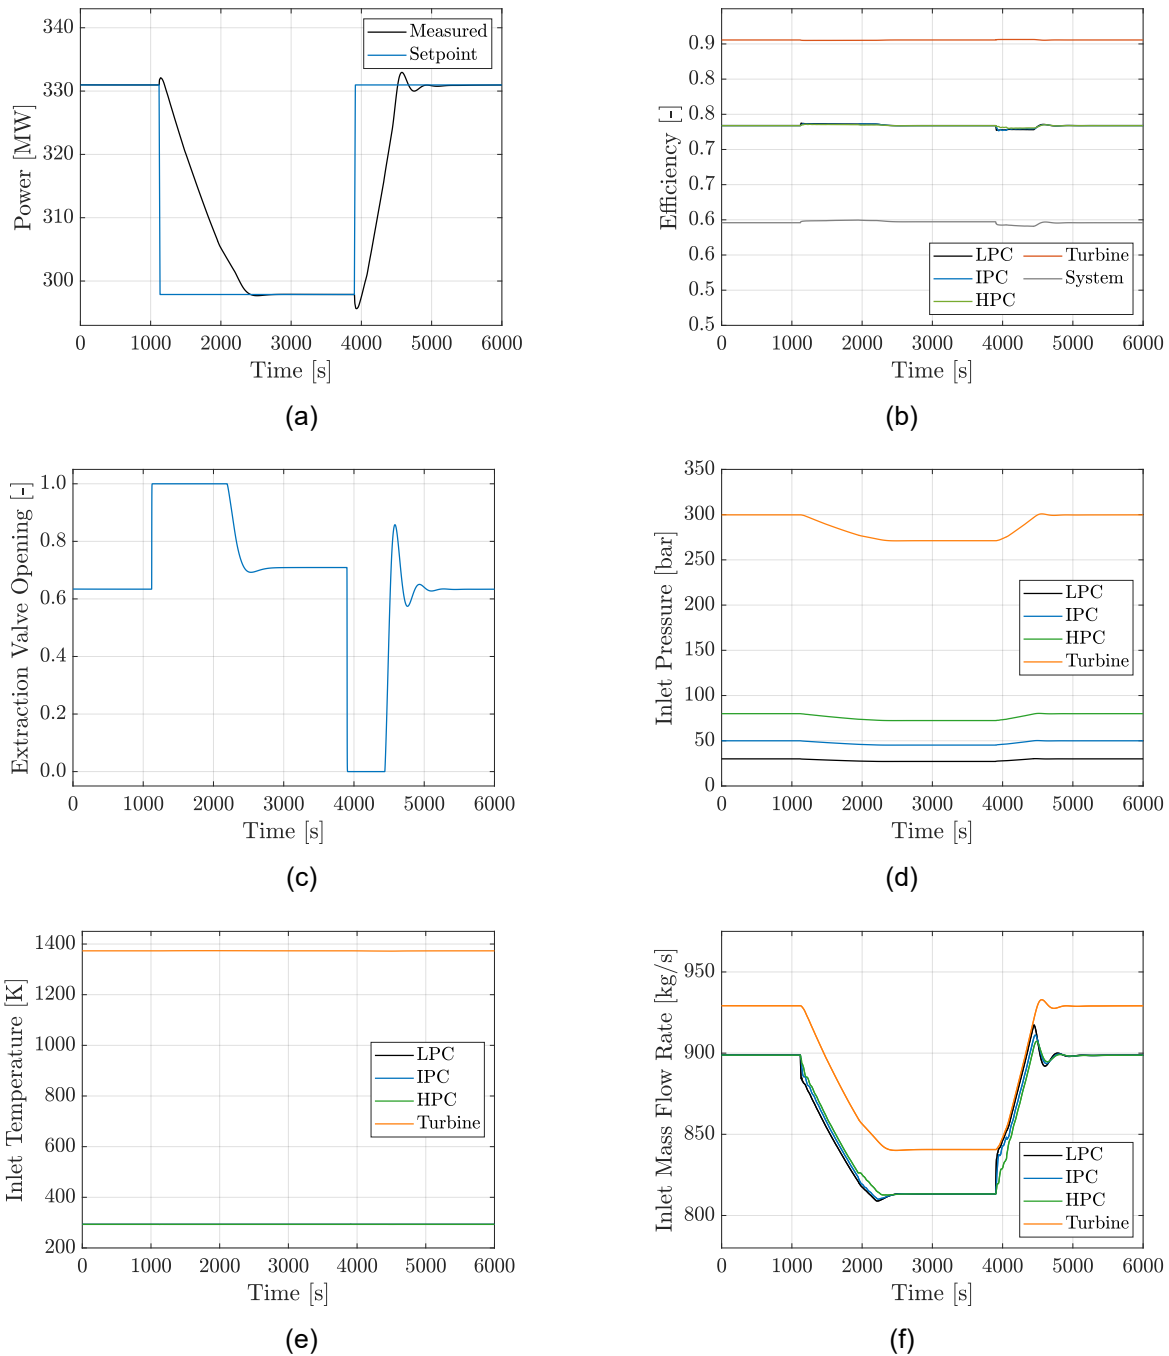 340
330
320
310
300
Power [MW]
Measured
Setpoint
0 1000 2000 3000 4000 5000 6000
Time [s]
(a)
0.9
0.8
0.8
0.7
0.7
0.6
0.6
0.5
0.5
Efficiency [-]
LPC
IPC
HPC
Turbine
System
0 1000 2000 3000 4000 5000 6000
Time [s]
(b)
1.0
0.8
0.6
0.4
0.2
0.0
Extraction Valve Opening [-]
0 1000 2000 3000 4000 5000 6000
Time [s]
(c)
350
300
250
200
150
100
50
0
Inlet Pressure [bar]
LPC
IPC
HPC
Turbine
0 1000 2000 3000 4000 5000 6000
Time [s]
(d)
1400
1200
1000
800
600
400
200
Inlet Temperature [K]
LPC
IPC
HPC
Turbine
0 1000 2000 3000 4000 5000 6000
Time [s]
(e)
950
900
850
800
Inlet Mass Flow Rate [kg/s]
LPC
IPC
HPC
Turbine
0 1000 2000 3000 4000 5000 6000
Time [s]
(f)